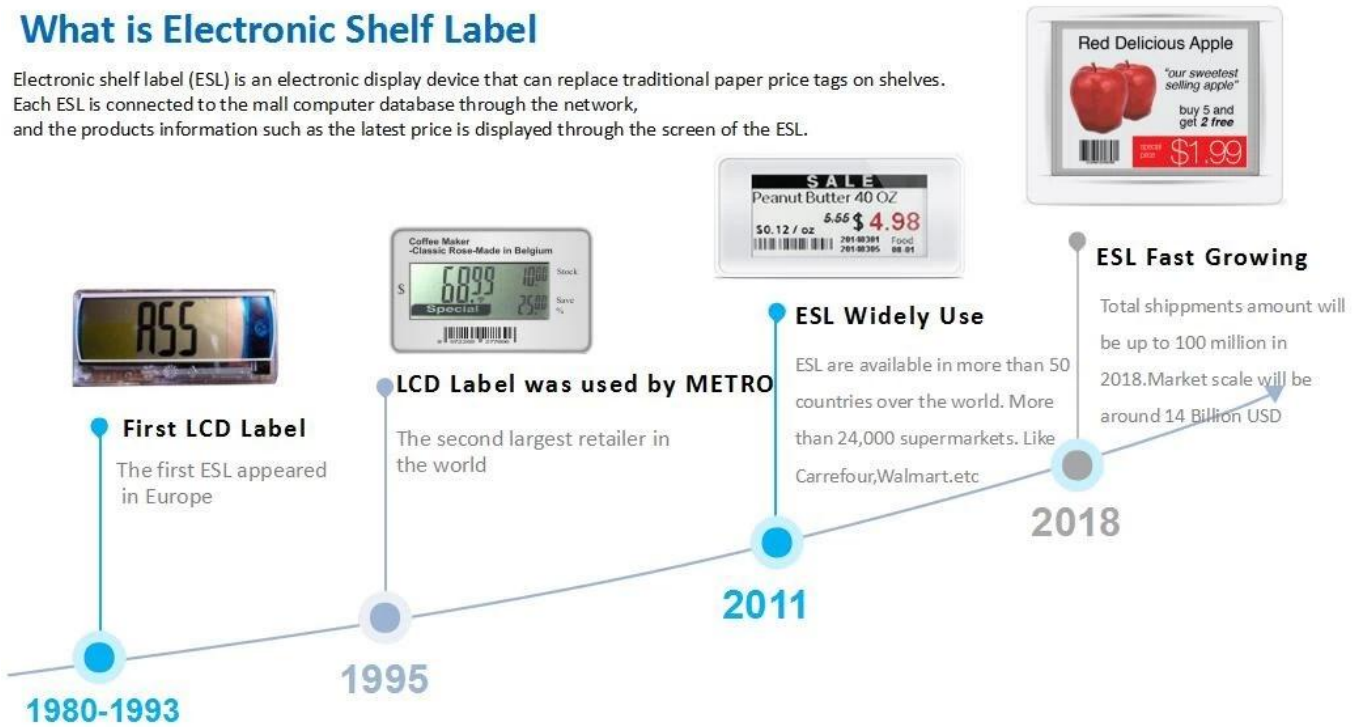 What is Electronic Shelf Label
Electronic shelf label (ESL) is an electronic display device that can replace traditional paper price tags on shelves.
Each ESL is connected to the mall computer database through the network,
and the products information such as the latest price is displayed through the screen of the ESL.
ASS
First LCD Label
The first ESL appeared
in Europe
1980-1993
Coffee Maker
-Classic Rose-Made in Belgium
$ 68.99
Special
Stock
Save
%
LCD Label was used by METRO
The second largest retailer in
the world
1995
SALE
Peanut Butter 40 OZ
$0.12 / oz 5.55 $ 4.98
Food
08-01
ESL Widely Use
ESL are available in more than 50
countries over the world. More
than 24,000 supermarkets. Like
Carrefour,Walmart.etc
2011
Red Delicious Apple
"our sweetest
selling apple"
buy 5 and
get 2 free
special
price
$1.99
ESL Fast Growing
Total shippments amount will
be up to 100 million in
2018.Market scale will be
around 14 Billion USD
2018